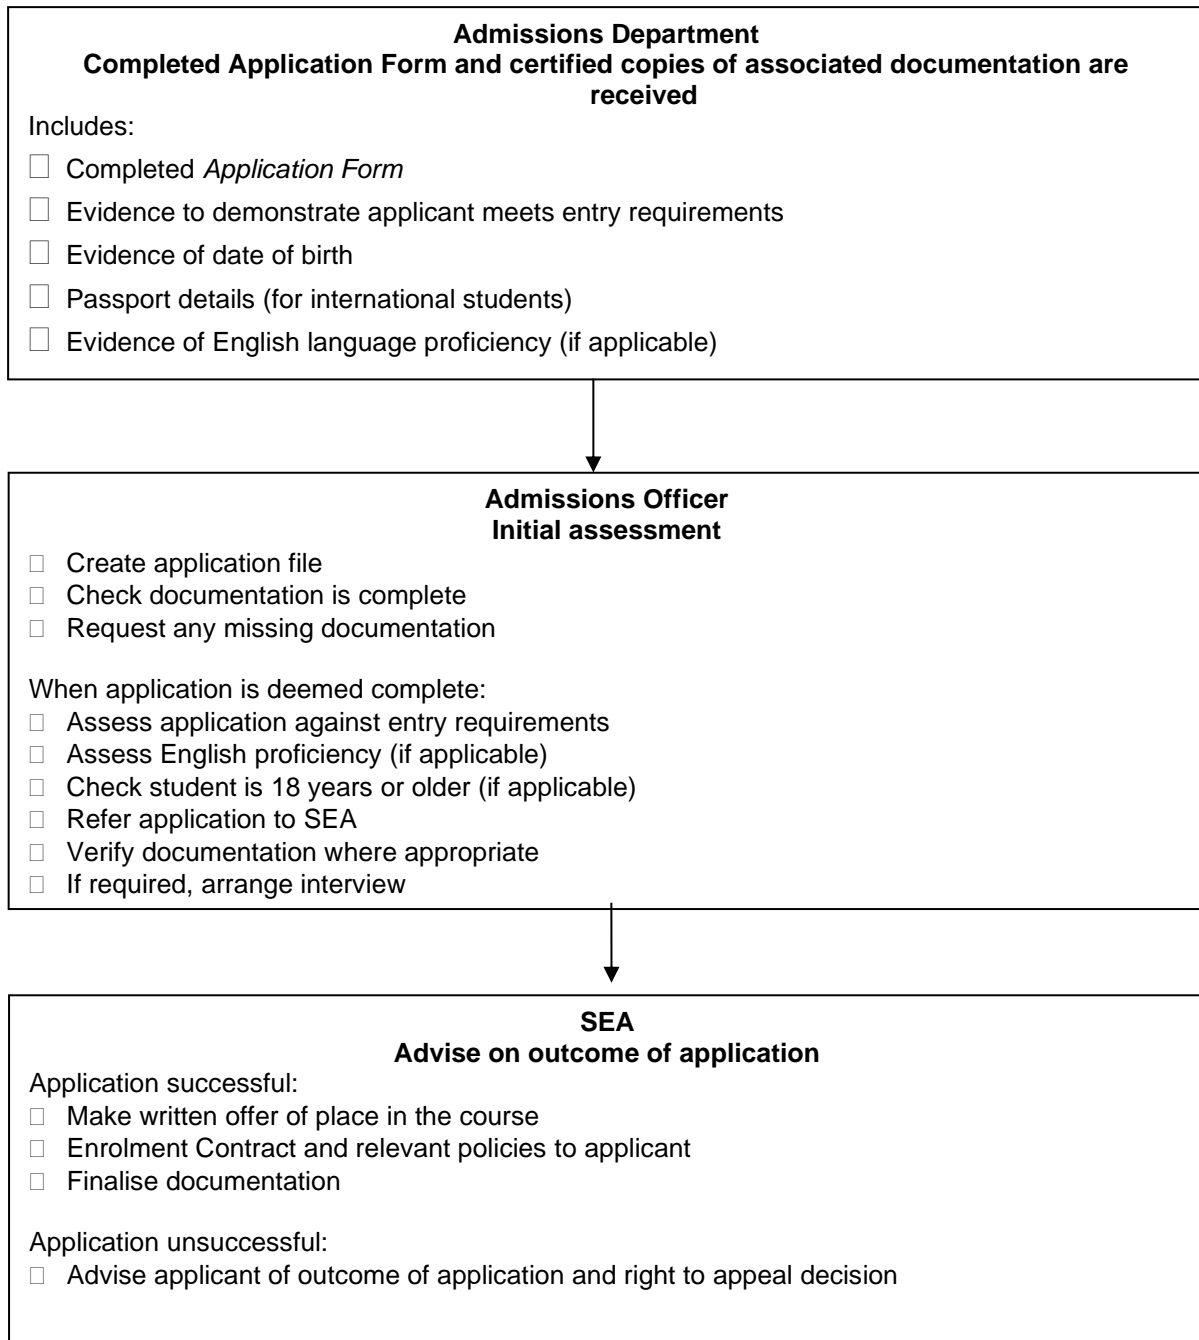 Admissions Department
Completed Application Form and certified copies of associated documentation are
received
Includes:
☐ Completed Application Form
☐ Evidence to demonstrate applicant meets entry requirements
☐ Evidence of date of birth
☐ Passport details (for international students)
☐ Evidence of English language proficiency (if applicable)
Admissions Officer
Initial assessment
☐ Create application file
☐ Check documentation is complete
☐ Request any missing documentation
When application is deemed complete:
☐ Assess application against entry requirements
☐ Assess English proficiency (if applicable)
☐ Check student is 18 years or older (if applicable)
☐ Refer application to SEA
☐ Verify documentation where appropriate
☐ If required, arrange interview
SEA
Advise on outcome of application
Application successful:
☐ Make written offer of place in the course
☐ Enrolment Contract and relevant policies to applicant
☐ Finalise documentation
Application unsuccessful:
☐ Advise applicant of outcome of application and right to appeal decision